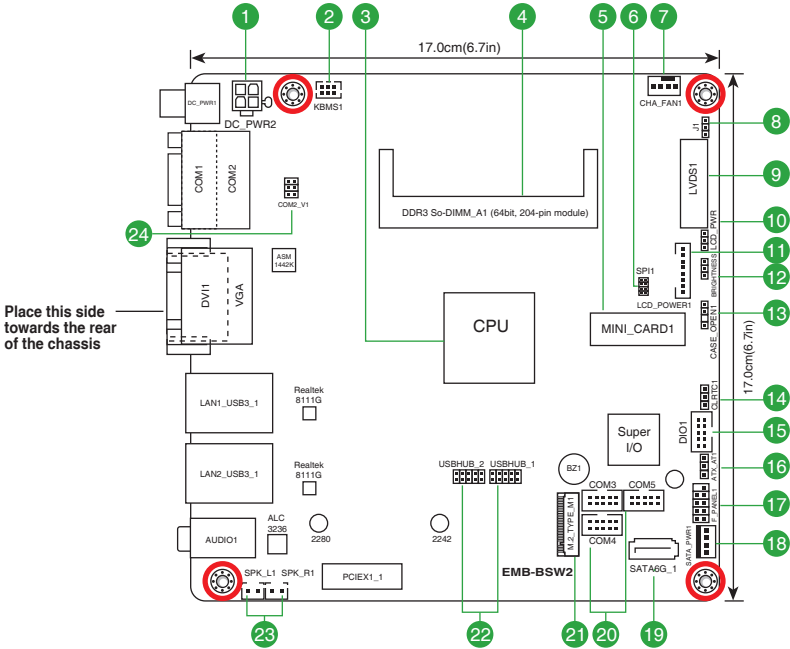 1
2
3
4
5
6
7
17.0cm(6.7in)
DC_PWR1
DC_PWR2
KBMS1
CHA_FAN1
J1
8
COM1
COM2
COM2_V1
24
DDR3 So-DIMM_A1 (64bit, 204-pin module)
LVDS1
9
LCD_PWR
10
ASM
1442K
DVI1
VGA
SPI1
LCD_POWER1
11
BRIGHTNESS
12
Place this side
towards the rear
of the chassis
CPU
MINI_CARD1
CASE_OPEN1
13
17.0cm(6.7in)
LAN1_USB3_1
Realtek
8111G
CLRTC1
14
Super
I/O
DIO1
15
LAN2_USB3_1
Realtek
8111G
USBHUB_2
USBHUB_1
BZ1
ATX_AT1
16
COM3
COM5
F_PANEL1
17
AUDIO1
ALC
3236
2280
2242
M.2_TYPE_M1
COM4
SATA_PWR1
18
SPK_L1
SPK_R1
PCIEX1_1
EMB-BSW2
SATA6G_1
23
22
21
20
19